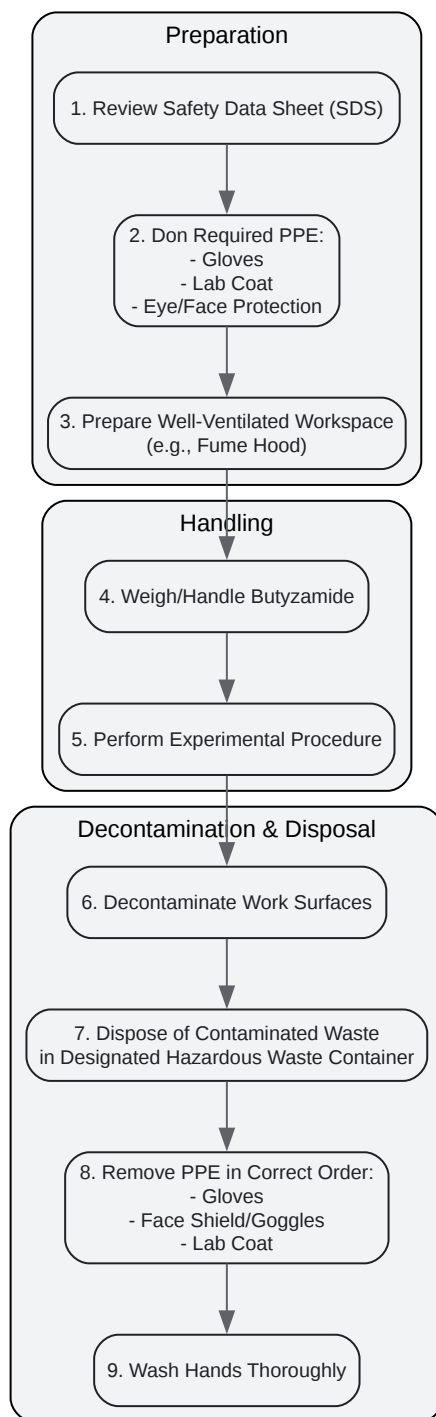 Preparation
1. Review Safety Data Sheet (SDS)
2. Don Required PPE:
- Gloves
- Lab Coat
- Eye/Face Protection
3. Prepare Well-Ventilated Workspace
(e.g., Fume Hood)
Handling
4. Weigh/Handle Butyzamide
5. Perform Experimental Procedure
Decontamination & Disposal
6. Decontaminate Work Surfaces
7. Dispose of Contaminated Waste
in Designated Hazardous Waste Container
8. Remove PPE in Correct Order:
- Gloves
- Face Shield/Goggles
- Lab Coat
9. Wash Hands Thoroughly